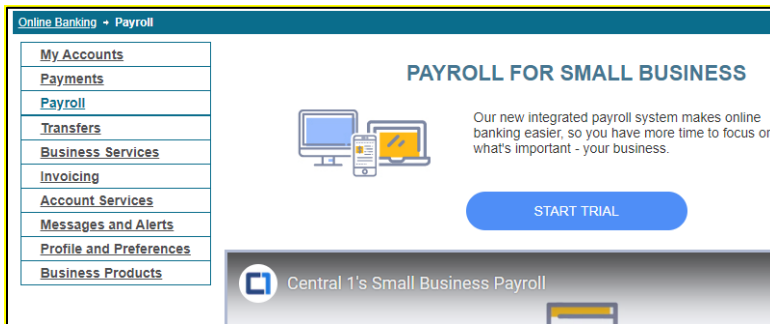 Online Banking → Payroll
My Accounts
Payments
Payroll
Transfers
Business Services
Invoicing
Account Services
Messages and Alerts
Profile and Preferences
Business Products
PAYROLL FOR SMALL BUSINESS
Our new integrated payroll system makes online
banking easier, so you have more time to focus on
what's important - your business.
START TRIAL
Central 1's Small Business Payroll